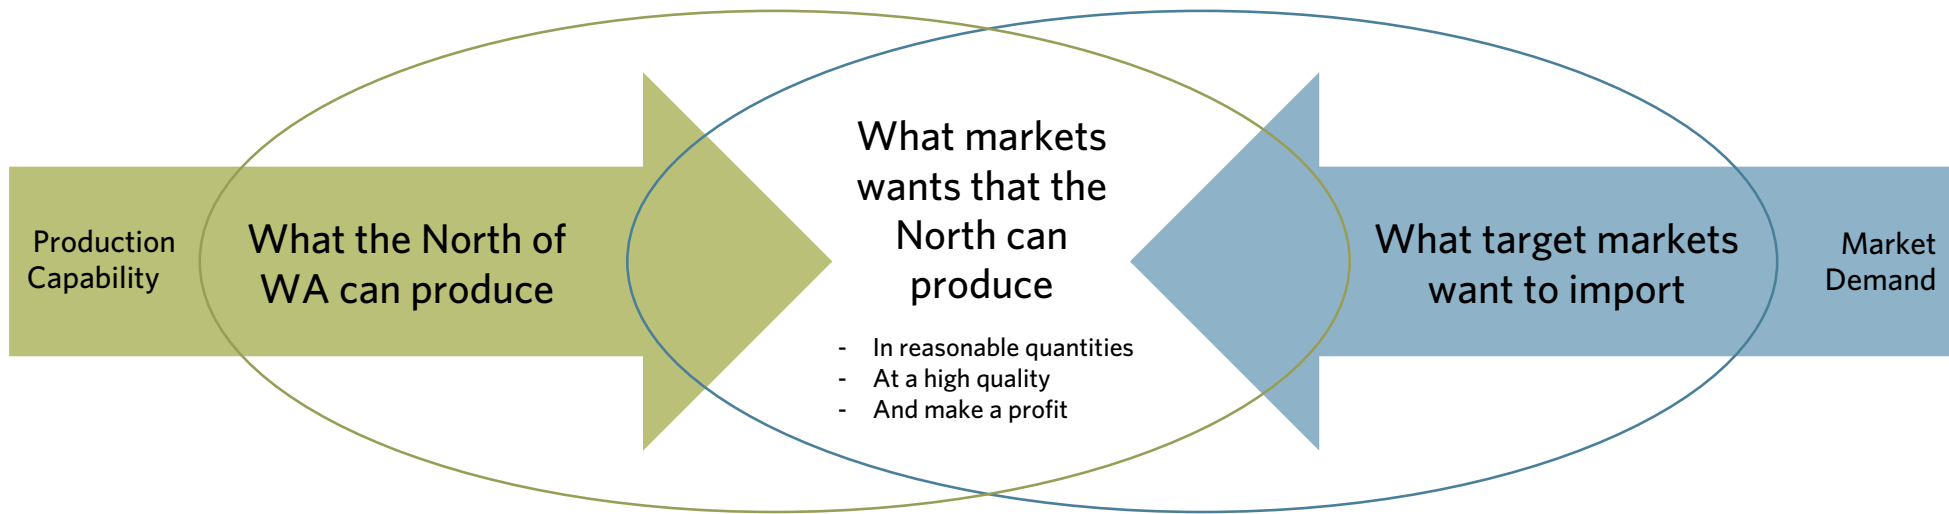 Production
Capability
What the North of
WA can produce
What markets
wants that the
North can
produce
- In reasonable quantities
- At a high quality
- And make a profit
What target markets
want to import
Market
Demand